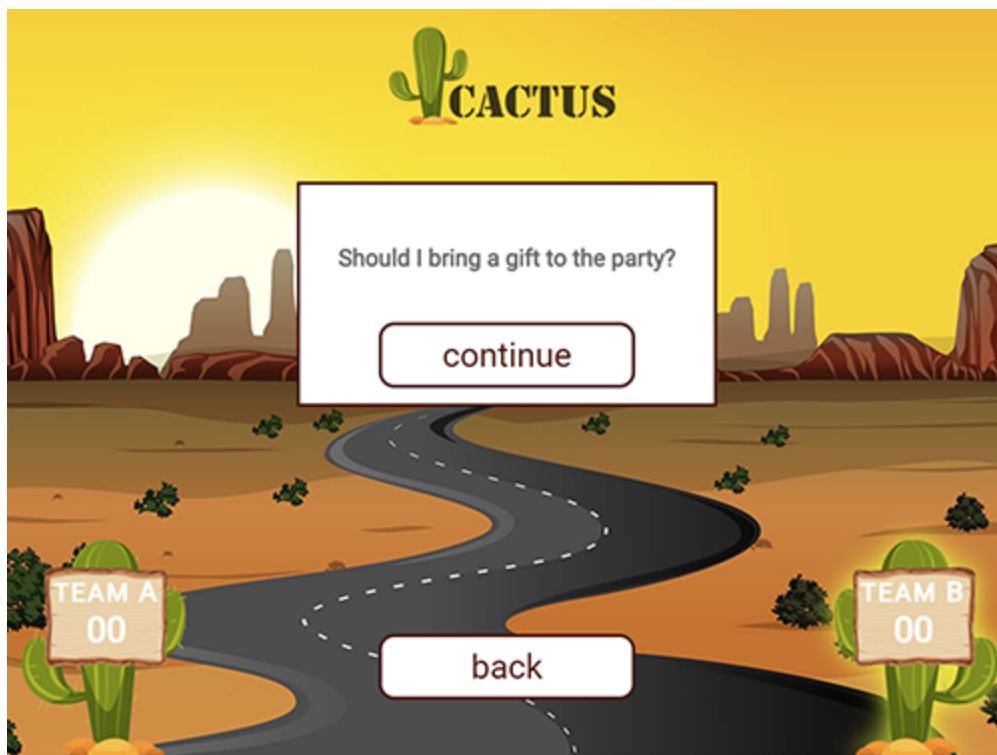 CACTUS
Should I bring a gift to the party?
continue
TEAM A
00
TEAM B
00
back